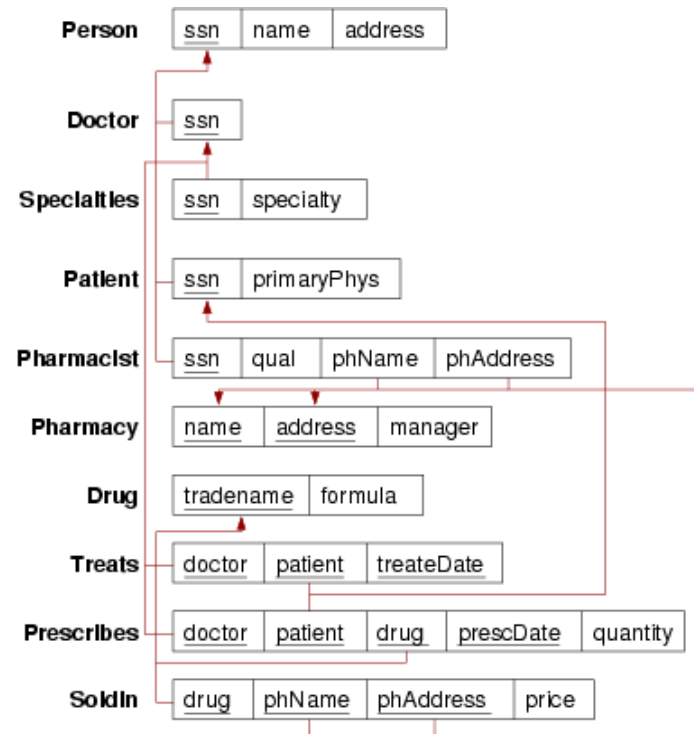 Person ssn name address
Doctor ssn
Specialties ssn specialty
Patient ssn primaryPhys
Pharmacist ssn qual phName phAddress
Pharmacy name address manager
Drug tradename formula
Treats doctor patient treateDate
Prescribes doctor patient drug prescDate quantity
SoldIn drug phName phAddress price